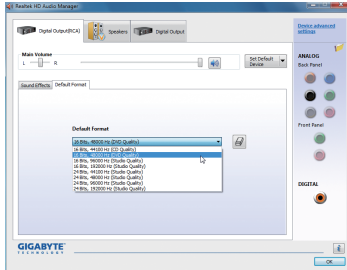 Realtek HD Audio Manager
Digital Output(RCA)
Speakers
Digital Output
Device advanced
settings
Main Volume
L
R
Set Default
Device
ANALOG
Back Panel
Sound Effects
Default Format
Default Format
16 Bits, 48000 Hz (DVD Quality)
16 Bits, 44100 Hz (CD Quality)
16 Bits, 48000 Hz (DVD Quality)
16 Bits, 96000 Hz (Studio Quality)
16 Bits, 192000 Hz (Studio Quality)
24 Bits, 44100 Hz (Studio Quality)
24 Bits, 48000 Hz (Studio Quality)
24 Bits, 96000 Hz (Studio Quality)
24 Bits, 192000 Hz (Studio Quality)
Front Panel
DIGITAL
GIGABYTE
TECHNOLOGY
i
OK